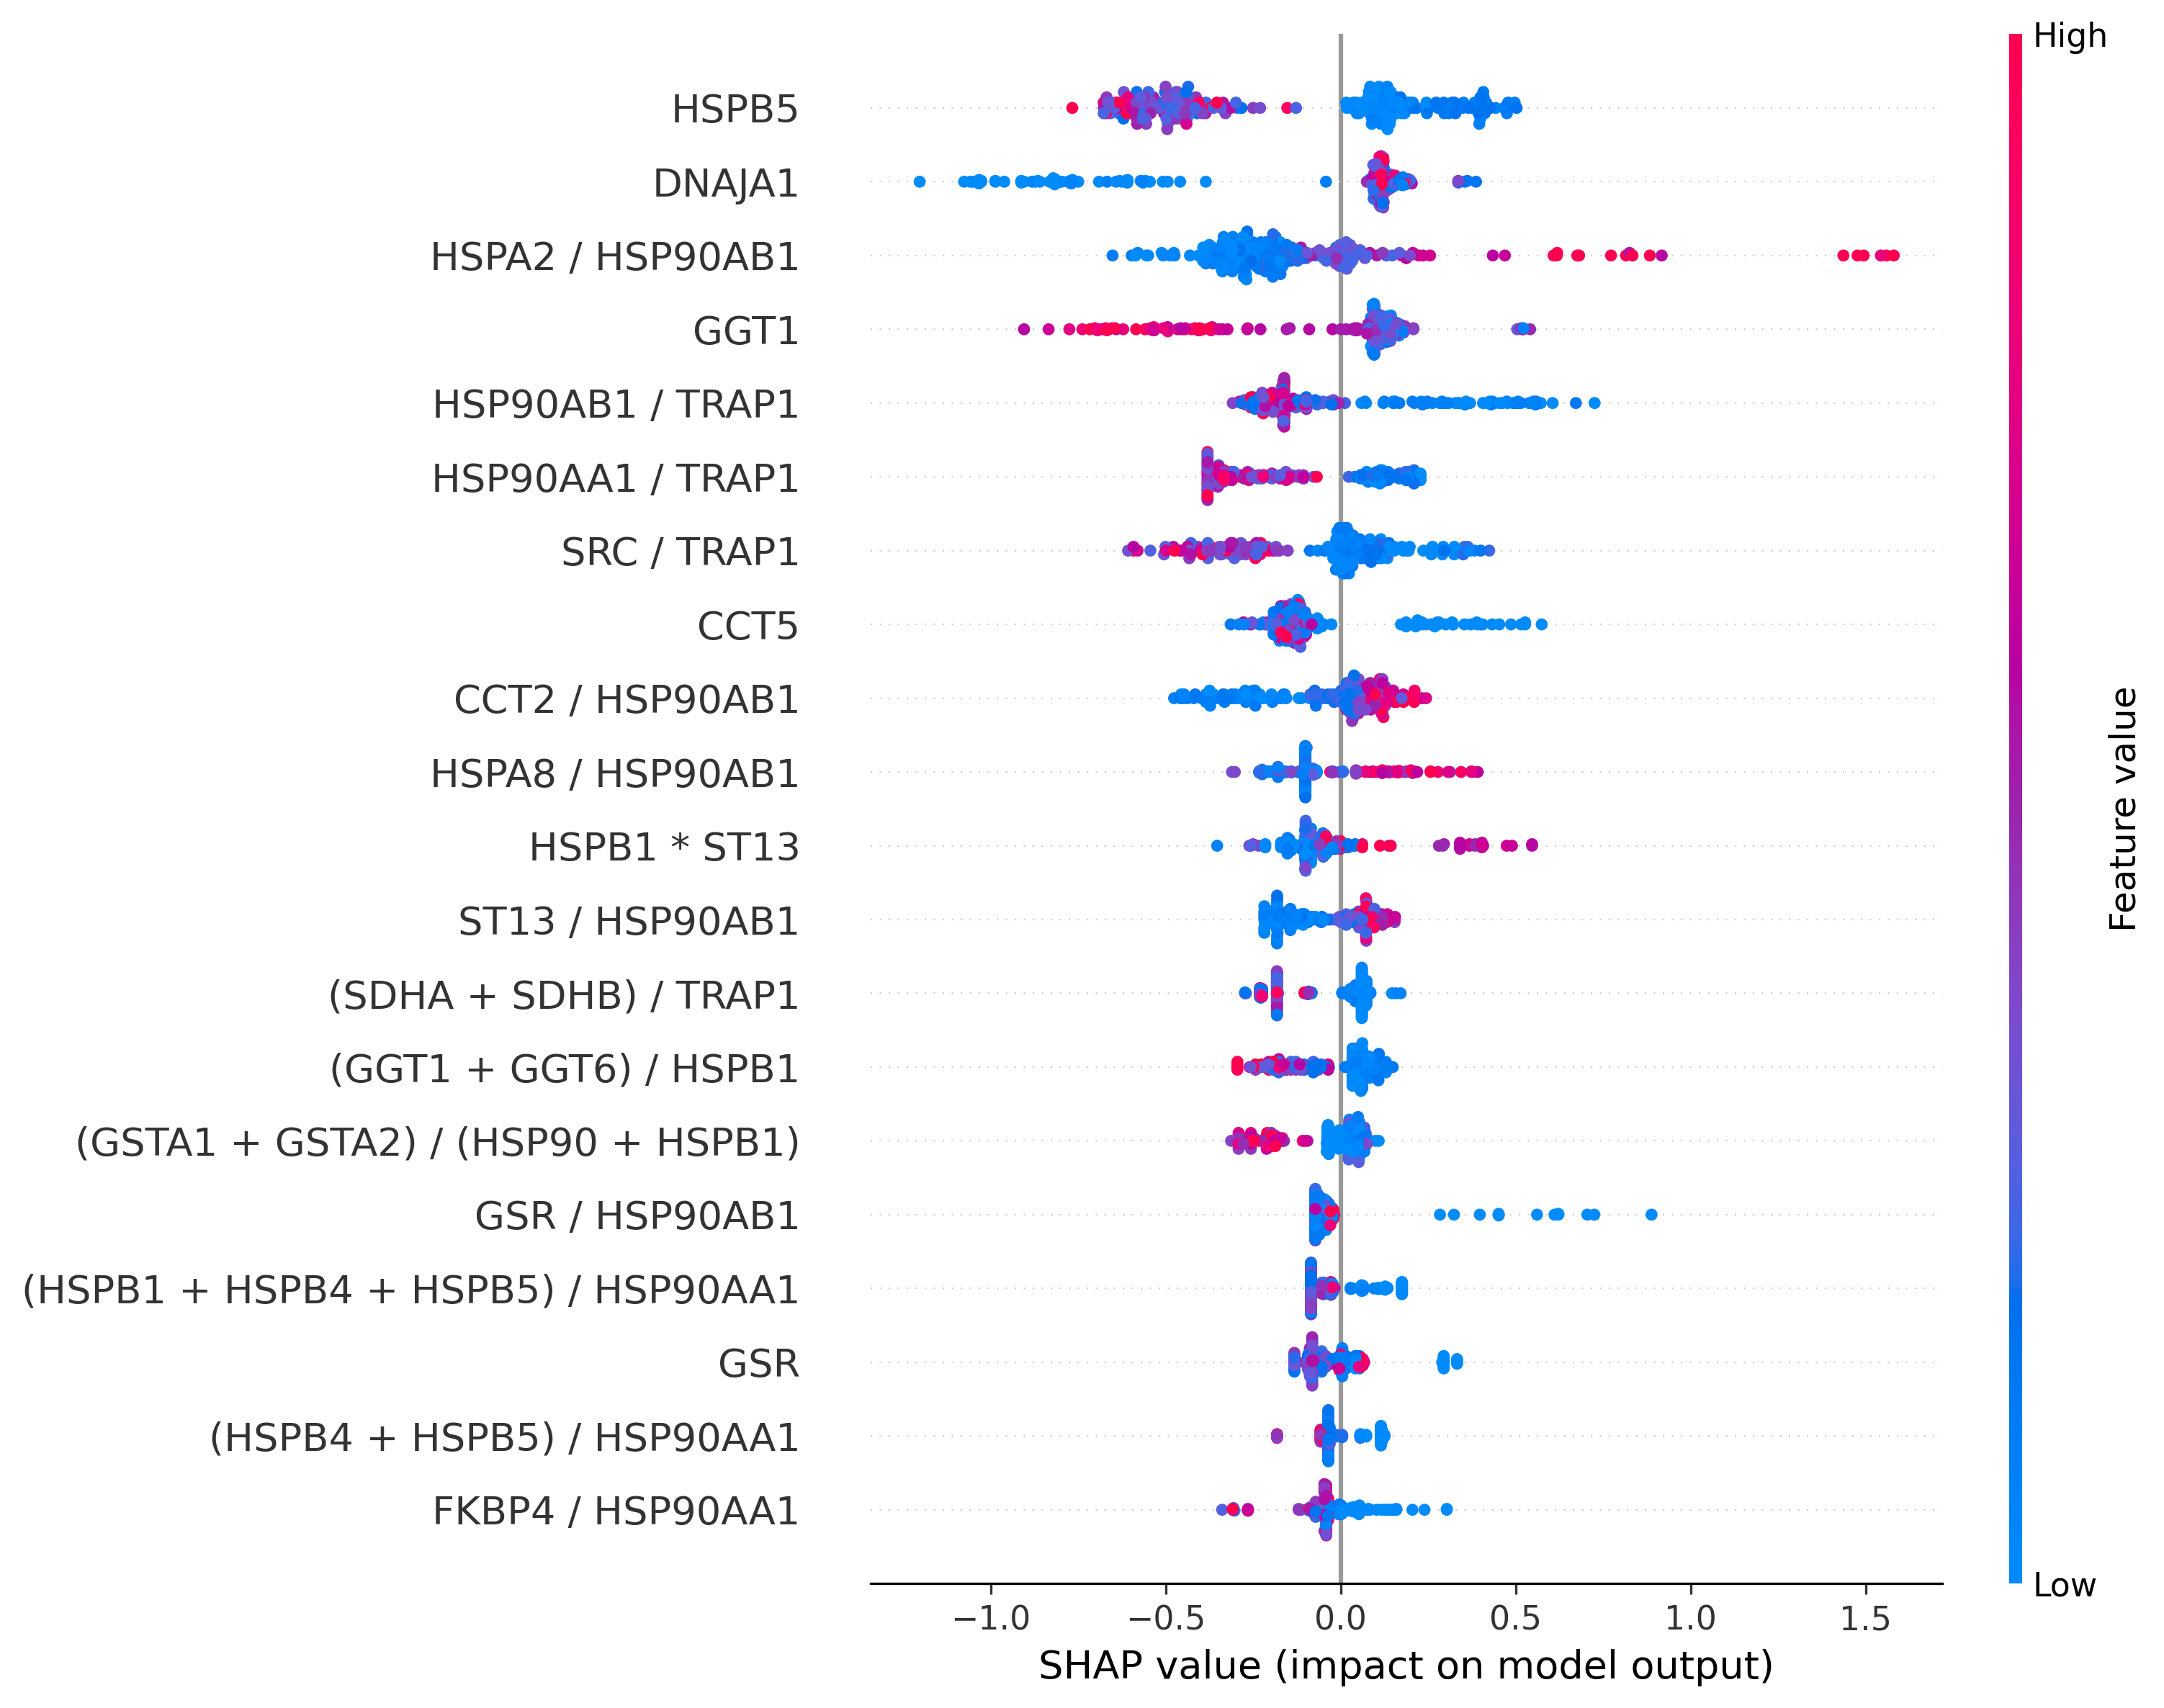 High
HSPB5
DNAJA1
HSPA2 / HSP90AB1
GGT1
HSP90AB1 / TRAP1
HSP90AA1 / TRAP1
SRC / TRAP1
CCT5
CCT2 / HSP90AB1
HSPA8 / HSP90AB1
HSPB1 * ST13
ST13 / HSP90AB1
(SDHA + SDHB) / TRAP1
(GGT1 + GGT6) / HSPB1
(GSTA1 + GSTA2) / (HSP90 + HSPB1)
GSR / HSP90AB1
(HSPB1 + HSPB4 + HSPB5) / HSP90AA1
GSR
(HSPB4 + HSPB5) / HSP90AA1
FKBP4 / HSP90AA1
Feature value
Low
−1.0 −0.5 0.0 0.5 1.0 1.5
SHAP value (impact on model output)